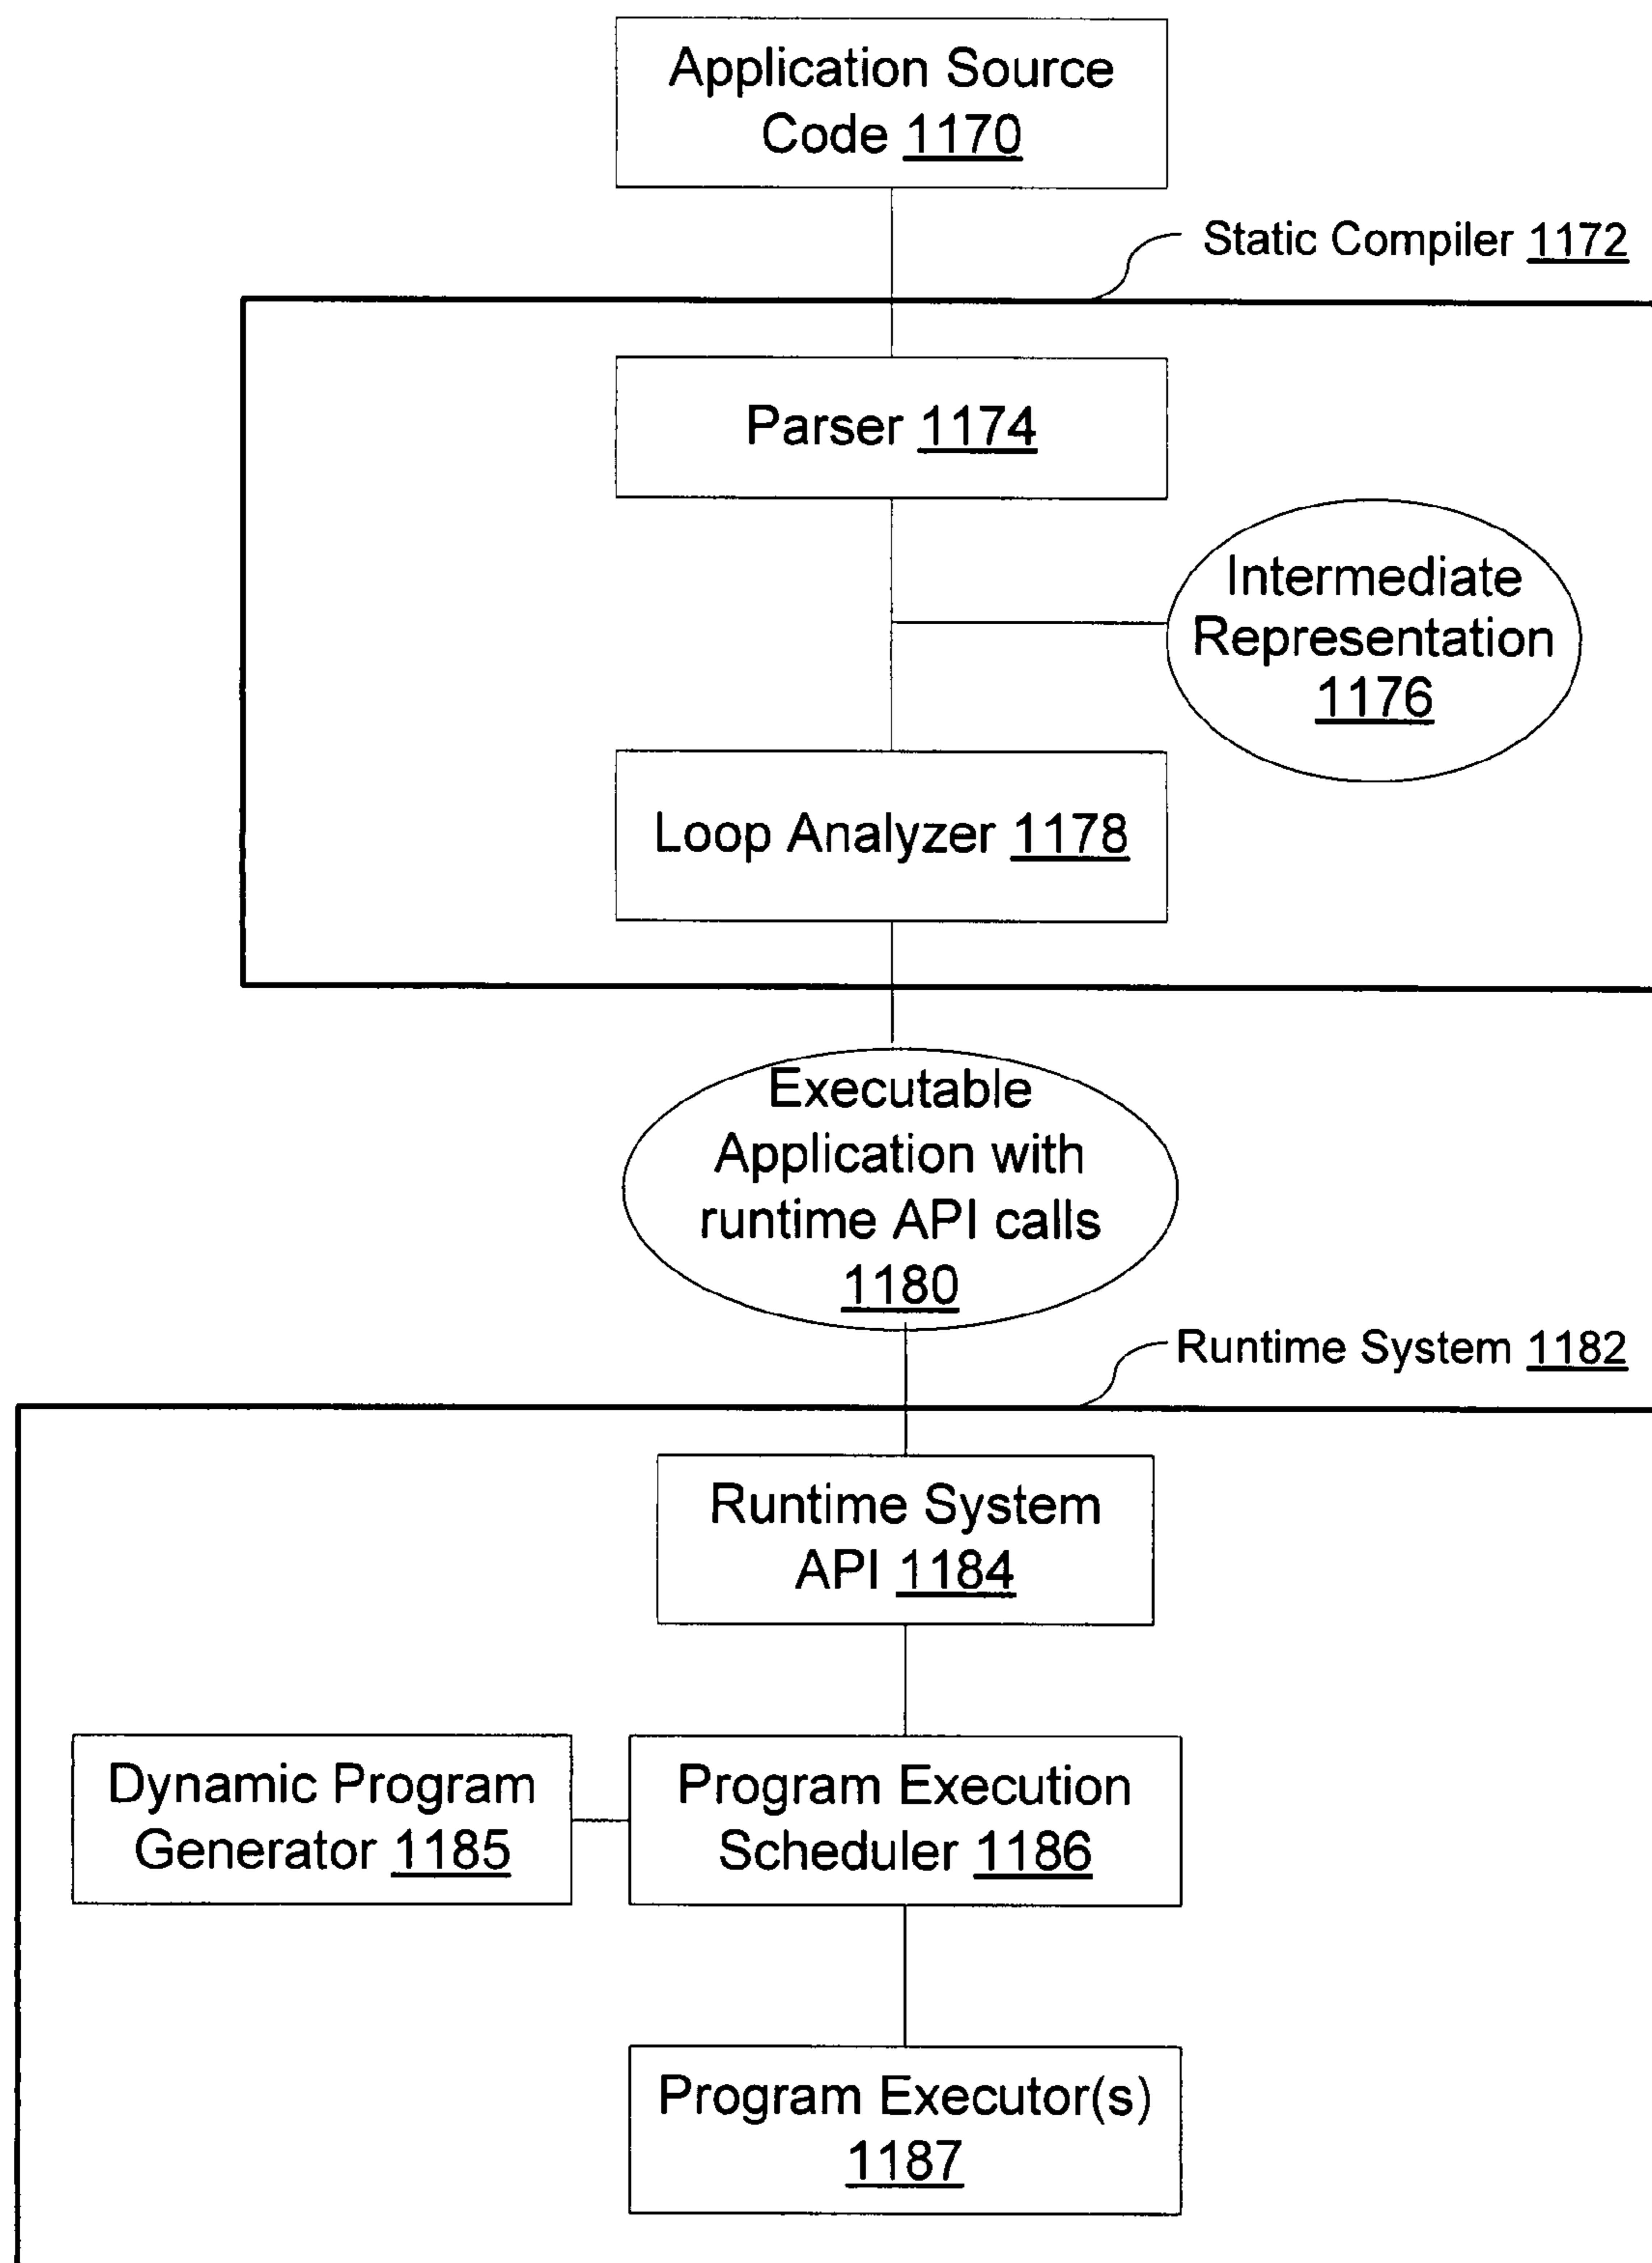 Application Source
Code 1170
Static Compiler 1172
Parser 1174
Intermediate
Representation
1176
Loop Analyzer 1178
Executable
Application with
runtime API calls
1180
Runtime System 1182
Runtime System
API 1184
Dynamic Program
Generator 1185
Program Execution
Scheduler 1186
Program Executor(s)
1187